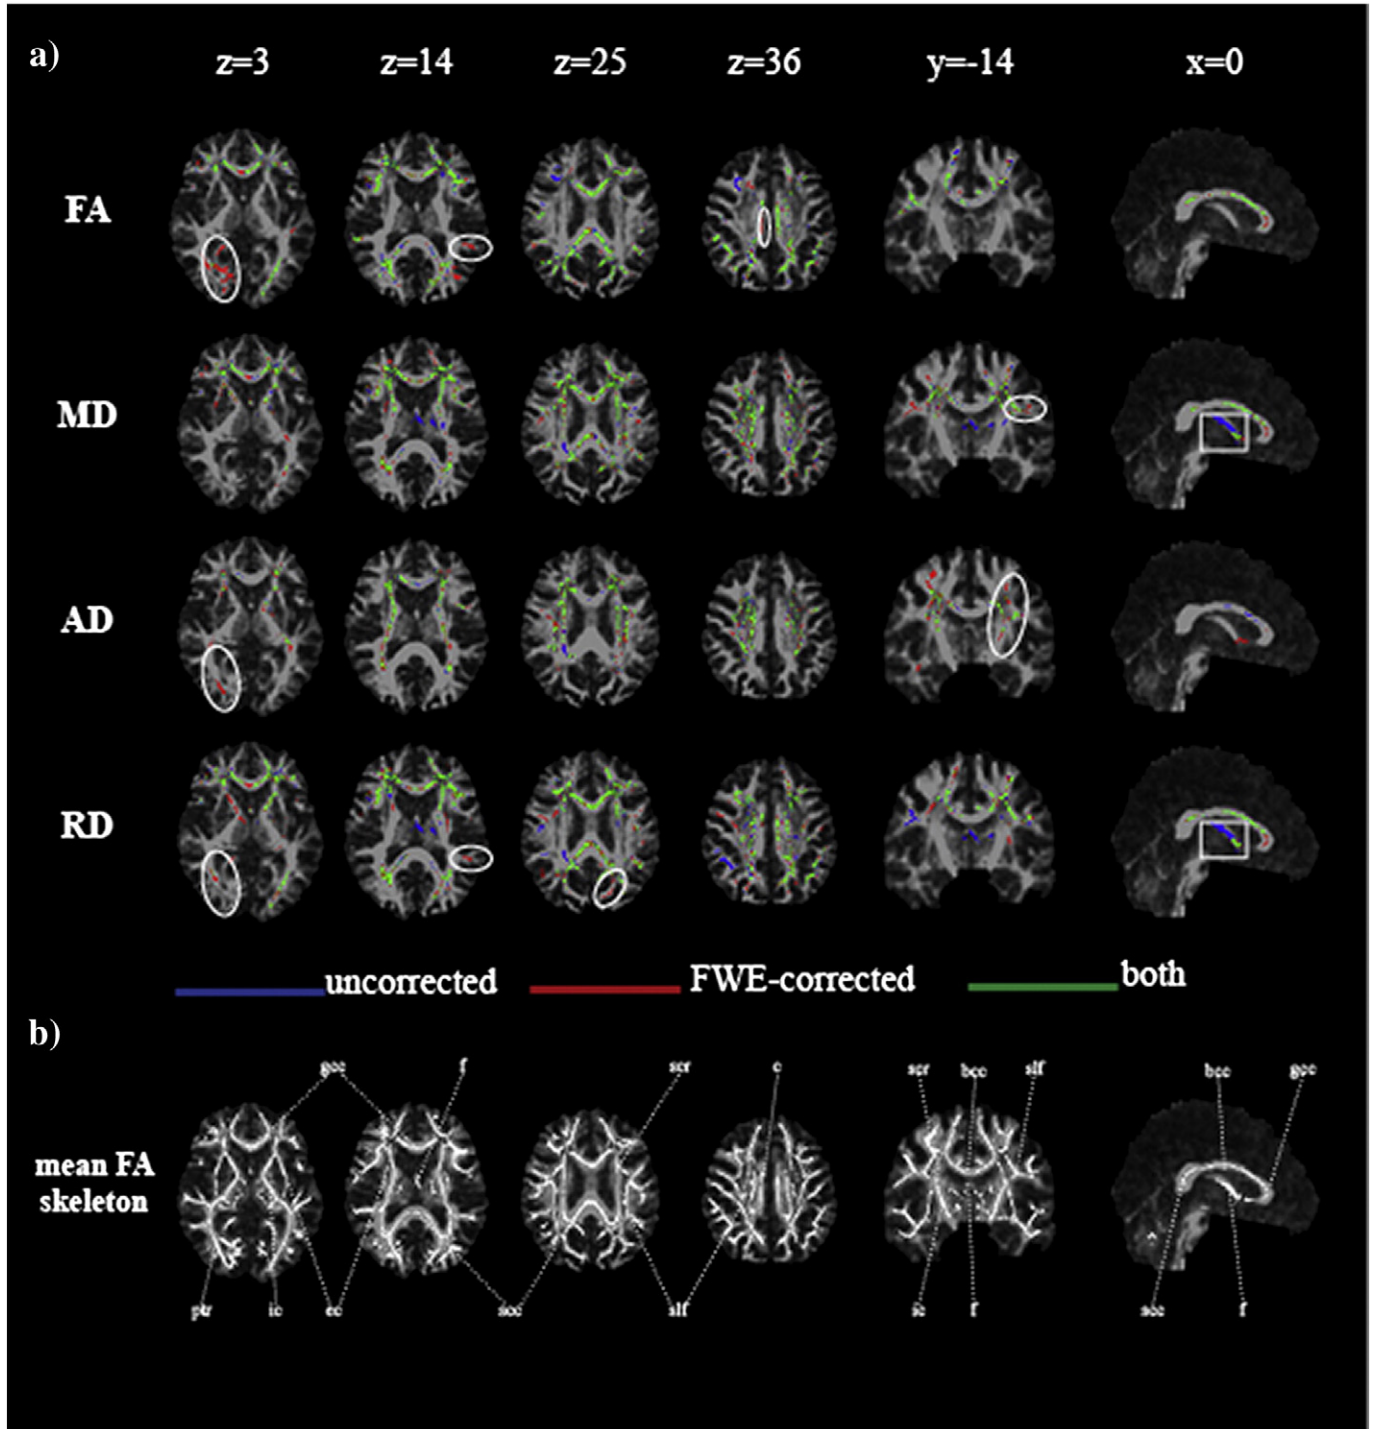 a)
z=3 z=14 z=25 z=36 y=-14 x=0
FA
MD
AD
RD
uncorrected FWE-corrected both
b)
gcc f scr c scr bcc slf bcc gcc
mean FA
skeleton
ptr ic ec scc slf ic f scc f